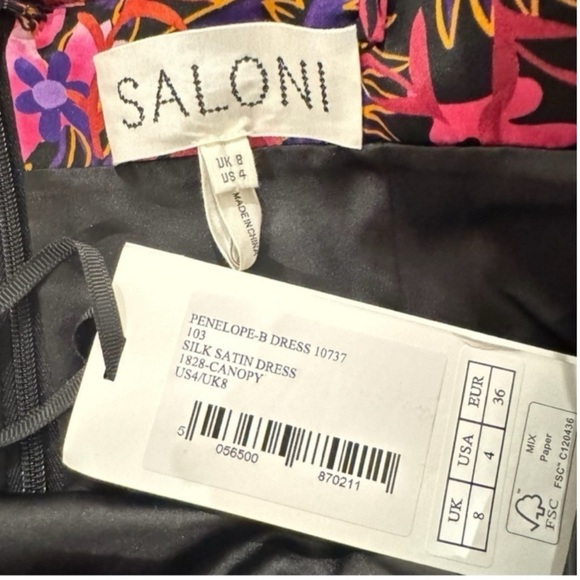 SALONI
UK 8
US 4
MADE IN CHINA
PENELOPE-B DRESS 10737
103
SILK SATIN DRESS
1828-CANOPY
US4/UK8
5 056500 870211
UK USA EUR
8 4 36
FSC
MIX
Paper
FSC™ C120436